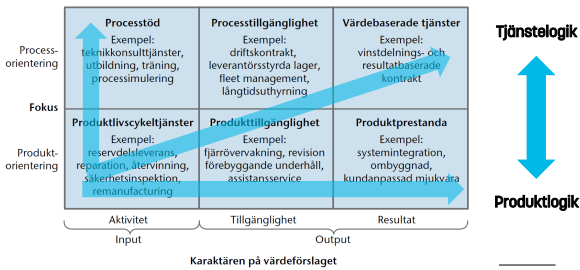 Processtöd
Exempel:
teknikkonsulttjänster,
utbildning, träning,
processimulering
Processtillgänglighet
Exempel:
driftskontrakt,
leverantörsstyrda lager,
fleet management,
långtidsuthyrning
Värdebaserade tjänster
Exempel:
vinstdelnings- och
resultatbaserade
kontrakt
Tjänstelogik
Process-
orientering
Fokus
Produkt-
orientering
Produktlivscykeltjänster
Exempel:
reservdelsleverans,
reparation, återvinning,
säkerhetsinspektion,
remanufacturing
Produkttillgänglighet
Exempel:
fjärrövervakning, revision
förebyggande underhåll,
assistansservice
Produktprestanda
Exempel:
systemintegration,
ombyggnad,
kundanpassad mjukvara
Produktlogik
Aktivitet
Tillgänglighet
Resultat
Input
Output
Karaktären på värdeförslaget